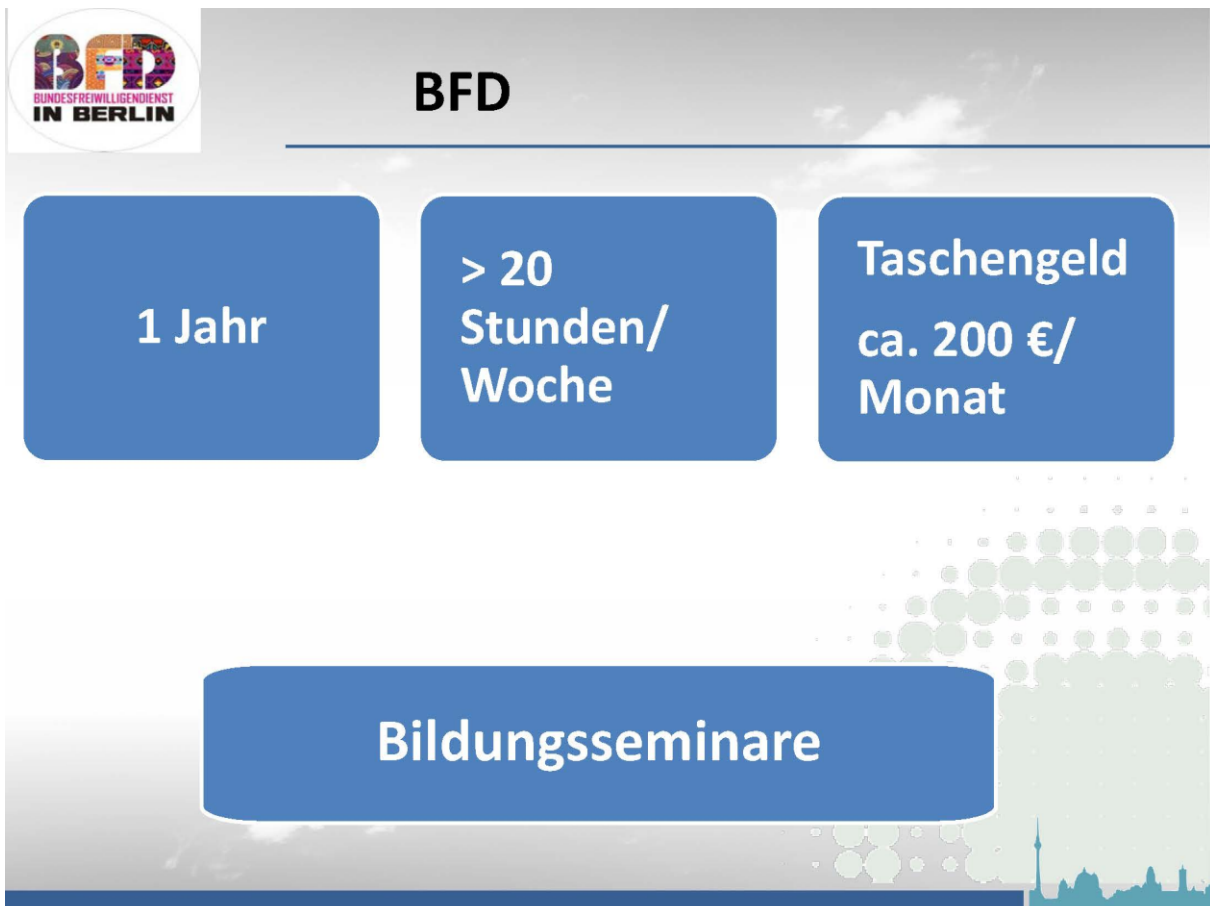 BFD
BUNDESFREIWILLIGENDIENST
IN BERLIN
BFD
1 Jahr
> 20
Stunden/
Woche
Taschengeld
ca. 200 €/
Monat
Bildungsseminare